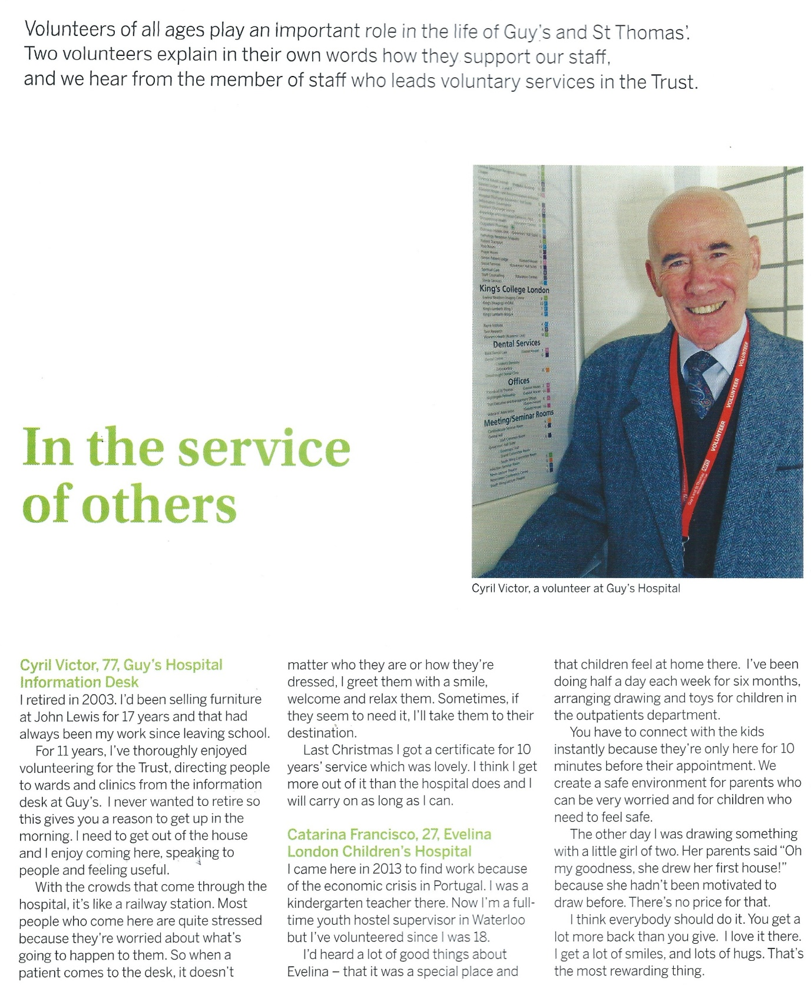 Volunteers of all ages play an important role in the life of Guy's and St Thomas'.
Two volunteers explain in their own words how they support our staff,
and we hear from the member of staff who leads voluntary services in the Trust.
King's College London
Dental Services
Offices
Meeting/Seminar Rooms
VOLUNTEER
VOLUNTEER
VOLUNTEER
NHS
Guy's and St Thomas'
In the service
of others
Cyril Victor, a volunteer at Guy's Hospital
Cyril Victor, 77, Guy's Hospital
Information Desk
I retired in 2003. I'd been selling furniture
at John Lewis for 17 years and that had
always been my work since leaving school.
For 11 years, I've thoroughly enjoyed
volunteering for the Trust, directing people
to wards and clinics from the information
desk at Guy's. I never wanted to retire so
this gives you a reason to get up in the
morning. I need to get out of the house
and I enjoy coming here, speaking to
people and feeling useful.
With the crowds that come through the
hospital, it's like a railway station. Most
people who come here are quite stressed
because they're worried about what's
going to happen to them. So when a
patient comes to the desk, it doesn't
matter who they are or how they're
dressed, I greet them with a smile,
welcome and relax them. Sometimes, if
they seem to need it, I'll take them to their
destination.
Last Christmas I got a certificate for 10
years' service which was lovely. I think I get
more out of it than the hospital does and I
will carry on as long as I can.
Catarina Francisco, 27, Evelina
London Children's Hospital
I came here in 2013 to find work because
of the economic crisis in Portugal. I was a
kindergarten teacher there. Now I'm a full-
time youth hostel supervisor in Waterloo
but I've volunteered since I was 18.
I'd heard a lot of good things about
Evelina – that it was a special place and
that children feel at home there. I've been
doing half a day each week for six months,
arranging drawing and toys for children in
the outpatients department.
You have to connect with the kids
instantly because they're only here for 10
minutes before their appointment. We
create a safe environment for parents who
can be very worried and for children who
need to feel safe.
The other day I was drawing something
with a little girl of two. Her parents said "Oh
my goodness, she drew her first house!"
because she hadn't been motivated to
draw before. There's no price for that.
I think everybody should do it. You get a
lot more back than you give. I love it there.
I get a lot of smiles, and lots of hugs. That's
the most rewarding thing.